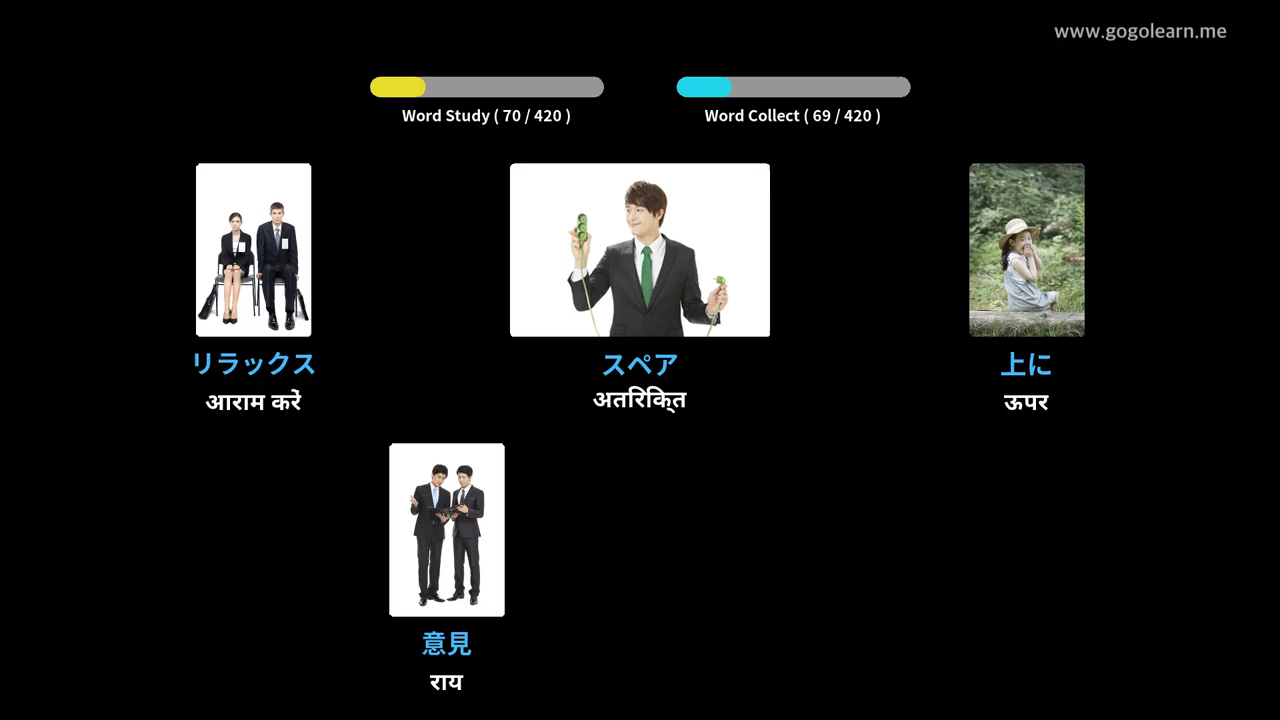 www.gogolearn.me
Word Study ( 70 / 420 )
Word Collect ( 69 / 420 )
リラックス
スペア
上に
आराम करें
अतिरिक्ति
ऊपर
意見
राय